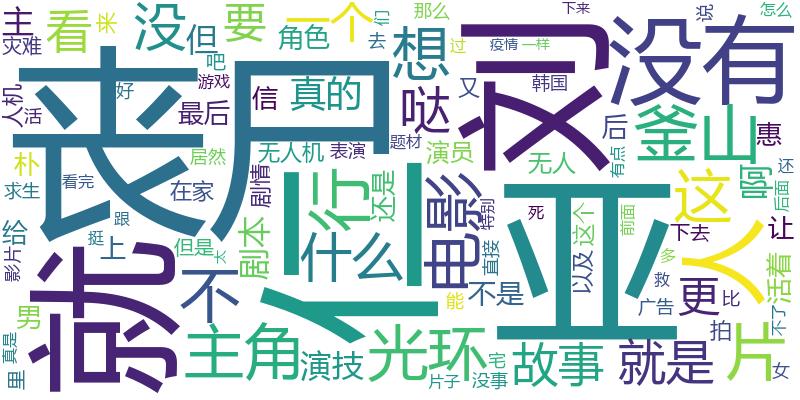 主
看
没
但
要
一个
们
那么
来
下来
说
怎么
灾难
吧
角色
去
想
过
疫情
一样
刘
没有
丧尸
人机
活
好
游戏
最后
信
真的
哒
又
韩国
后
釜山
惠
朴
居然
无人机
表演
题材
演员
无人
有点
求生
看完
在家
剧情
行
还是
电影
特别
亚
这
啊
还
后面
给
跟
挺
上
但是
太
剧本
个
什么
直接
死
这个
前面
下去
让
影片
就
不
能
不是
以及
多
救
更
人
比
活着
男
广告
拍
不了
真是
里
主角
演技
光环
宅
片子
没事
故事
就是
片
女